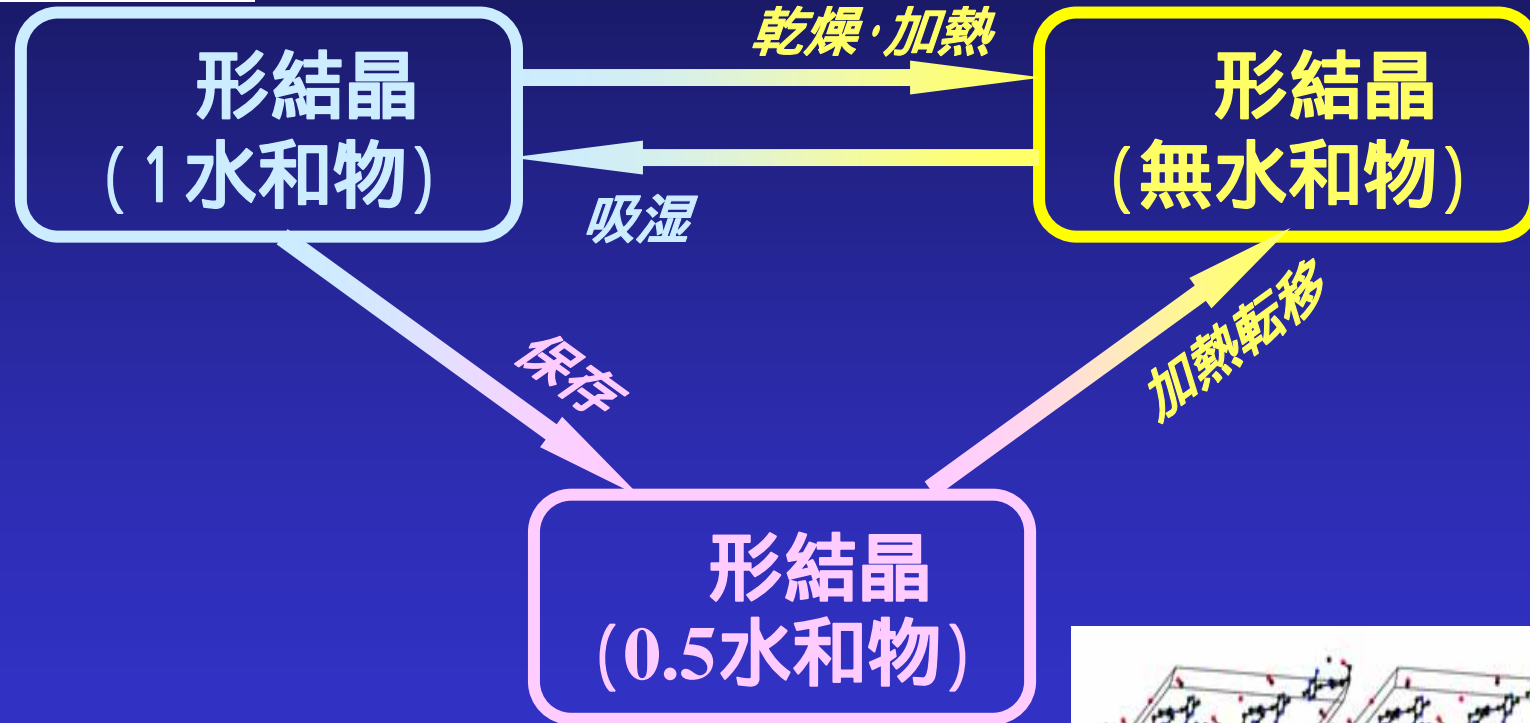 乾燥・加熱
形結晶
(1水和物)
形結晶
(無水和物)
吸湿
保存
加熱転移
形結晶
(0.5水和物)